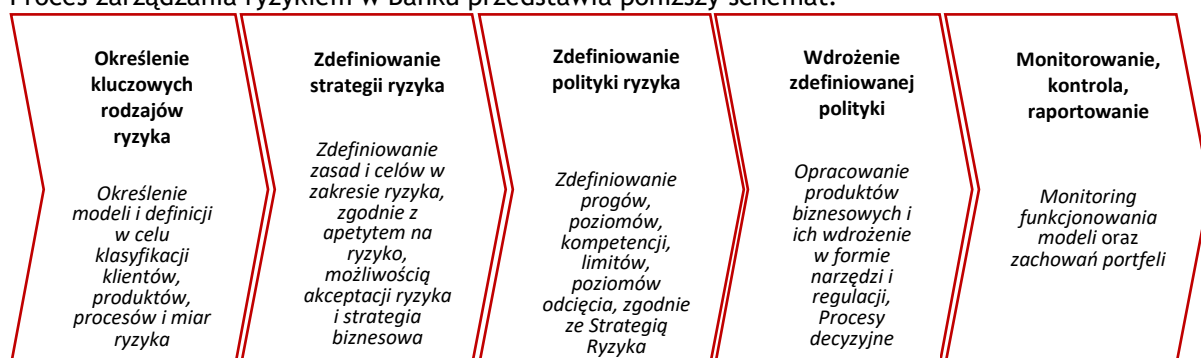 Proces zarządzania ryzykiem w Banku przedstawia poniższy schemat:
Określenie
kluczowych
rodzajów
ryzyka
Określenie
modeli i definicji
w celu
klasyfikacji
klientów,
produktów,
procesów i miar
ryzyka
Zdefiniowanie
strategii ryzyka
Zdefiniowanie
zasad i celów w
zakresie ryzyka,
zgodnie z
apetytem na
ryzyko,
możliwością
akceptacji ryzyka
i strategia
biznesowa
Zdefiniowanie
polityki ryzyka
Zdefiniowanie
progów,
poziomów,
kompetencji,
limitów,
poziomów
odcięcia, zgodnie
ze Strategią
Ryzyka
Wdrożenie
zdefiniowanej
polityki
Opracowanie
produktów
biznesowych i
ich wdrożenie
w formie
narzędzi i
regulacji,
Procesy
decyzyjne
Monitorowanie,
kontrola,
raportowanie
Monitoring
funkcjonowania
modeli oraz
zachowań portfeli